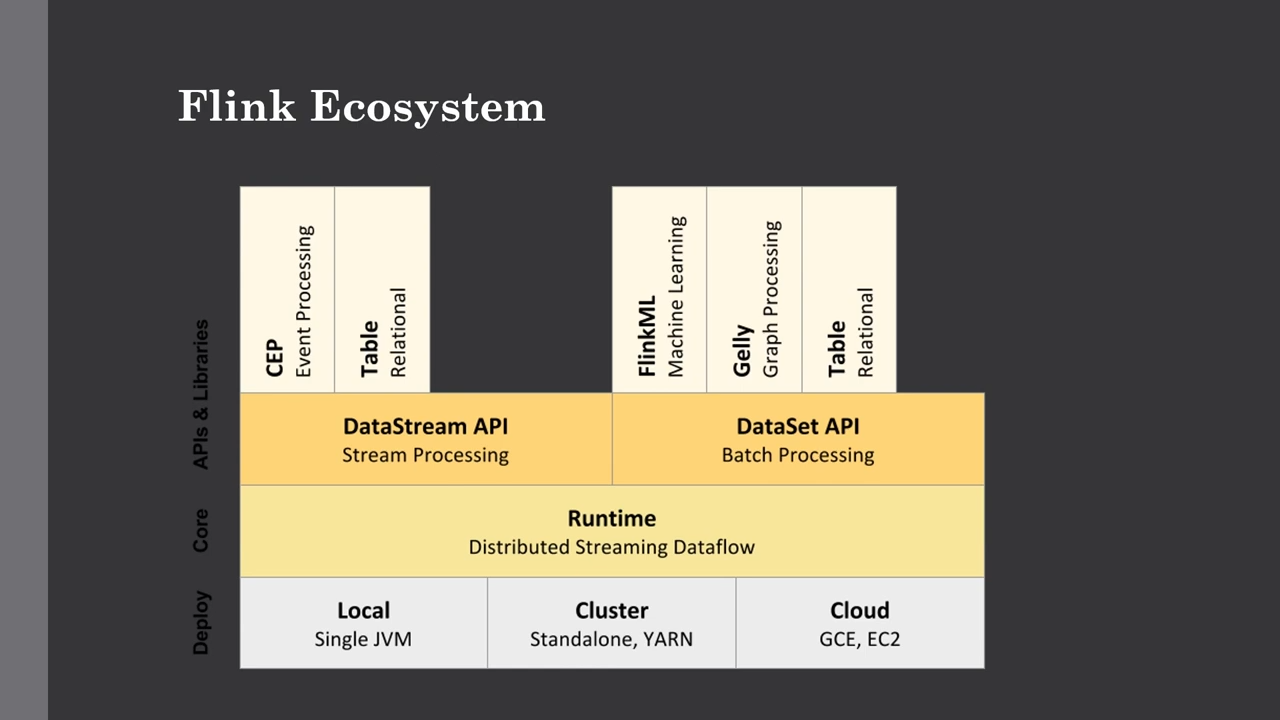 Flink Ecosystem
APIs & Libraries
CEP
Event Processing
Table
Relational
FlinkML
Machine Learning
Gelly
Graph Processing
Table
Relational
DataStream API
Stream Processing
DataSet API
Batch Processing
Core
Runtime
Distributed Streaming Dataflow
Deploy
Local
Single JVM
Cluster
Standalone, YARN
Cloud
GCE, EC2